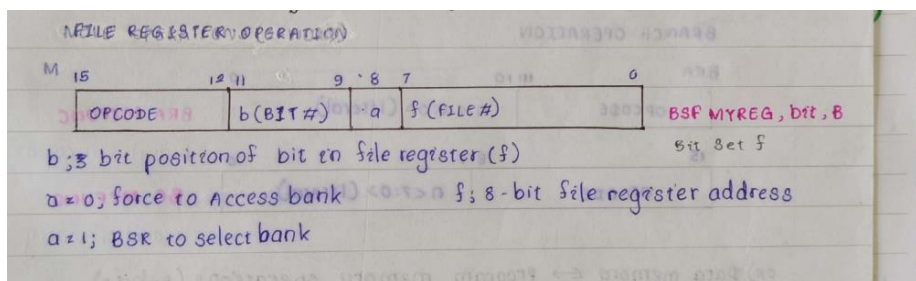 FILE REGISTER OPERATION
15 12 11 9 8 7 0
OPCODE b (BIT #) a f (FILE #) BSF MYREG, bit, B
Bit Set f
b ; 3 bit position of bit in file register (f)
a = 0; force to Access bank f; 8-bit file register address
a = 1; BSR to select bank